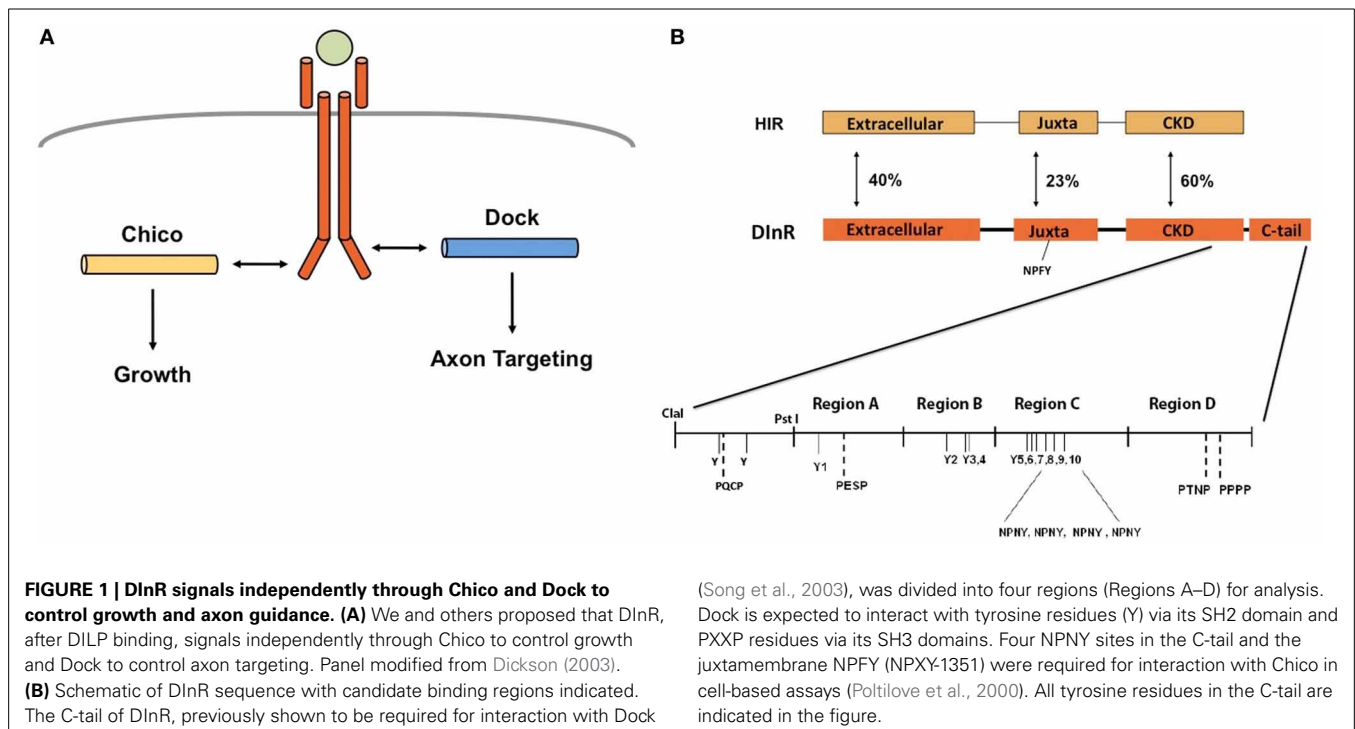 A
Chico
Dock
Growth
Axon Targeting
B
HIR
Extracellular
Juxta
CKD
40%
23%
60%
DInR
Extracellular
Juxta
CKD
C-tail
NPFY
ClaI
Pst I
Region A
Region B
Region C
Region D
Y
Y
Y1
Y2
Y3,4
Y5,6,7,8,9,10
PQCP
PESP
PTNP
PPPP
NPNY, NPNY, NPNY , NPNY
FIGURE 1 | DInR signals independently through Chico and Dock to
control growth and axon guidance. (A) We and others proposed that DInR,
after DILP binding, signals independently through Chico to control growth
and Dock to control axon targeting. Panel modified from Dickson (2003).
(B) Schematic of DInR sequence with candidate binding regions indicated.
The C-tail of DInR, previously shown to be required for interaction with Dock
(Song et al., 2003), was divided into four regions (Regions A–D) for analysis.
Dock is expected to interact with tyrosine residues (Y) via its SH2 domain and
PXXP residues via its SH3 domains. Four NPNY sites in the C-tail and the
juxtamembrane NPFY (NPXY-1351) were required for interaction with Chico in
cell-based assays (Poltilove et al., 2000). All tyrosine residues in the C-tail are
indicated in the figure.